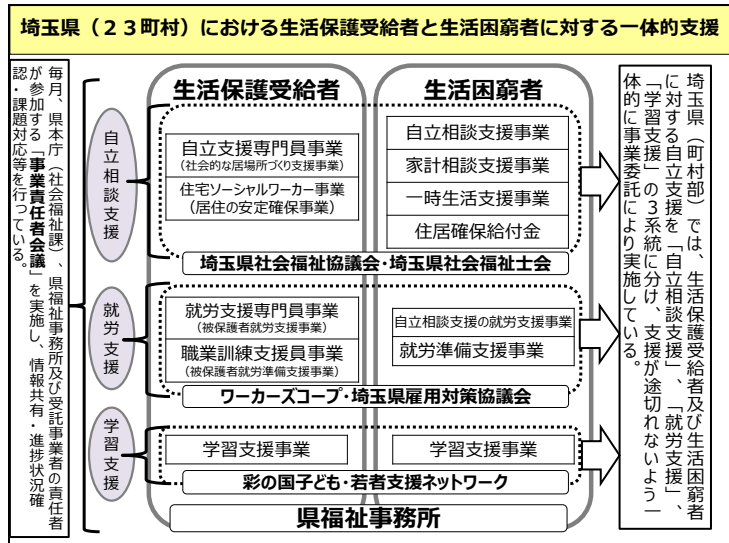 埼玉県（２３町村）における生活保護受給者と生活困窮者に対する一体的支援
毎月、県本庁（社会福祉課）、県福祉事務所及び受託事業者の責任者
が参加する「事業責任者会議」を実施し、情報共有・進捗状況確
認・課題対応等を行っている。
生活保護受給者
生活困窮者
自立相談支援
自立支援専門員事業
（社会的な居場所づくり支援事業）
住宅ソーシャルワーカー事業
（居住の安定確保事業）
自立相談支援事業
家計相談支援事業
一時生活支援事業
住居確保給付金
埼玉県社会福祉協議会・埼玉県社会福祉士会
就労支援
就労支援専門員事業
（被保護者就労支援事業）
職業訓練支援員事業
（被保護者就労準備支援事業）
自立相談支援の就労支援事業
就労準備支援事業
ワーカーズコープ・埼玉県雇用対策協議会
学習支援
学習支援事業
学習支援事業
彩の国子ども・若者支援ネットワーク
県福祉事務所
埼玉県（町村部）では、生活保護受給者及び生活困窮者
に対する自立支援を「自立相談支援」、「就労支援」、
「学習支援」の３系統に分け、支援が途切れないよう一
体的に事業委託により実施している。